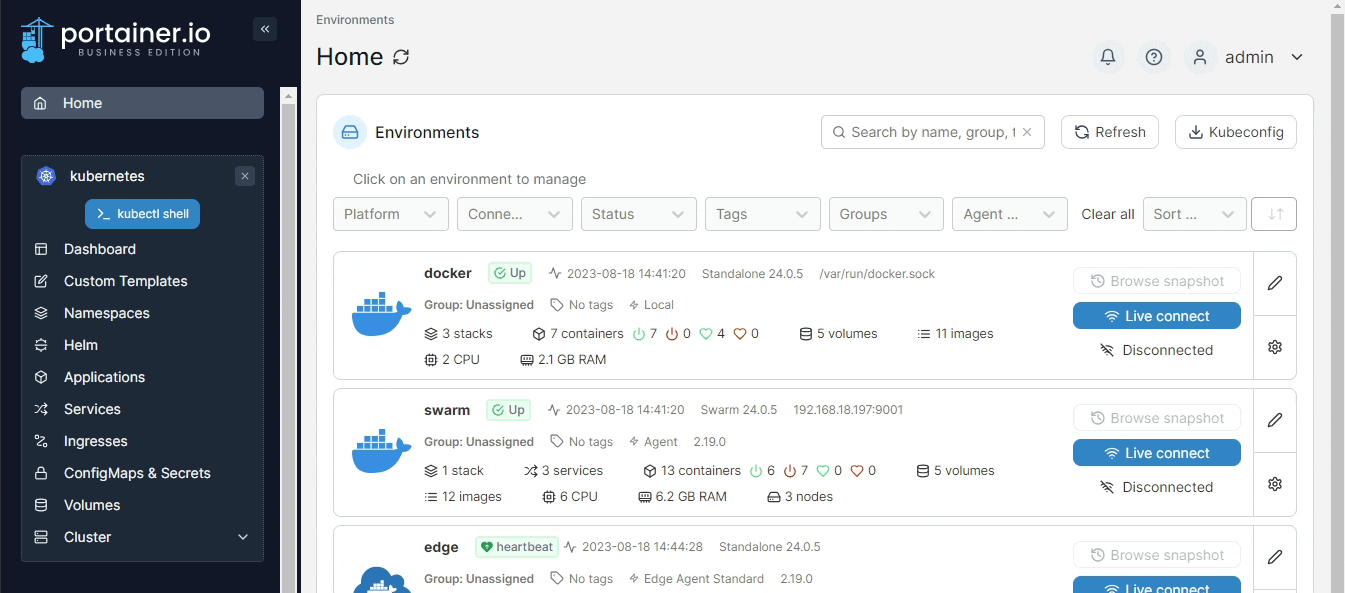 portainer.io
BUSINESS EDITION
Home
kubernetes
kubectl shell
Dashboard
Custom Templates
Namespaces
Helm
Applications
Services
Ingresses
ConfigMaps & Secrets
Volumes
Cluster
Environments
Home
admin
Environments
Search by name, group, t
Refresh
Kubeconfig
Click on an environment to manage
Platform Conne... Status Tags Groups Agent ... Clear all Sort ...
docker Up 2023-08-18 14:41:20 Standalone 24.0.5 /var/run/docker.sock
Group: Unassigned No tags Local
3 stacks 7 containers 7 0 4 0 5 volumes 11 images
2 CPU 2.1 GB RAM
Browse snapshot
Live connect
Disconnected
swarm Up 2023-08-18 14:41:20 Swarm 24.0.5 192.168.18.197:9001
Group: Unassigned No tags Agent 2.19.0
1 stack 3 services 13 containers 6 7 0 0 5 volumes
12 images 6 CPU 6.2 GB RAM 3 nodes
Browse snapshot
Live connect
Disconnected
edge heartbeat 2023-08-18 14:44:28 Standalone 24.0.5
Group: Unassigned No tags Edge Agent Standard 2.19.0
Browse snapshot
Live connect